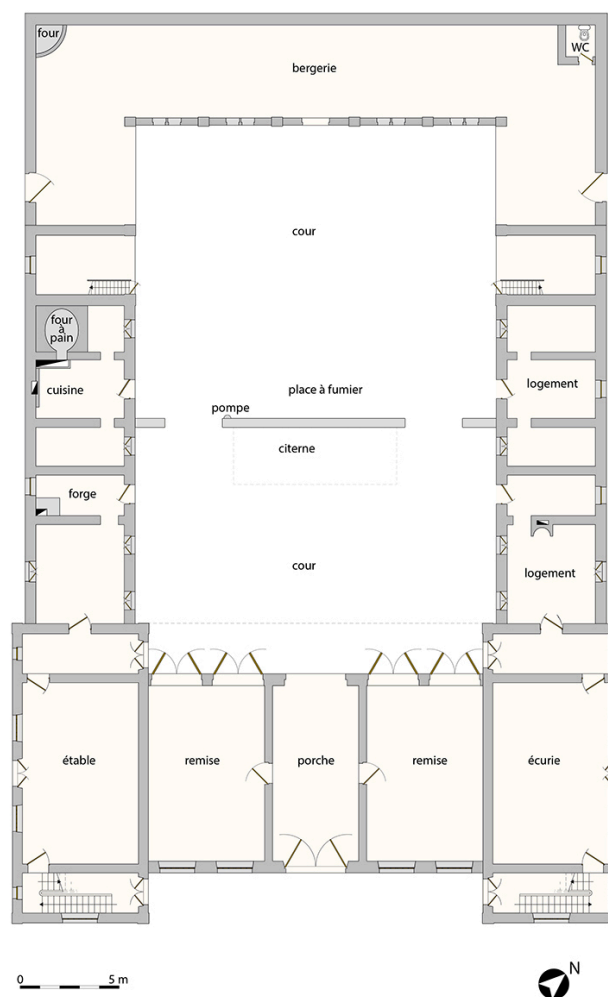 four
WC
bergerie
cour
four
à
pain
cuisine
logement
place à fumier
pompe
citerne
forge
cour
logement
étable
remise
porche
remise
écurie
0 5 m
N